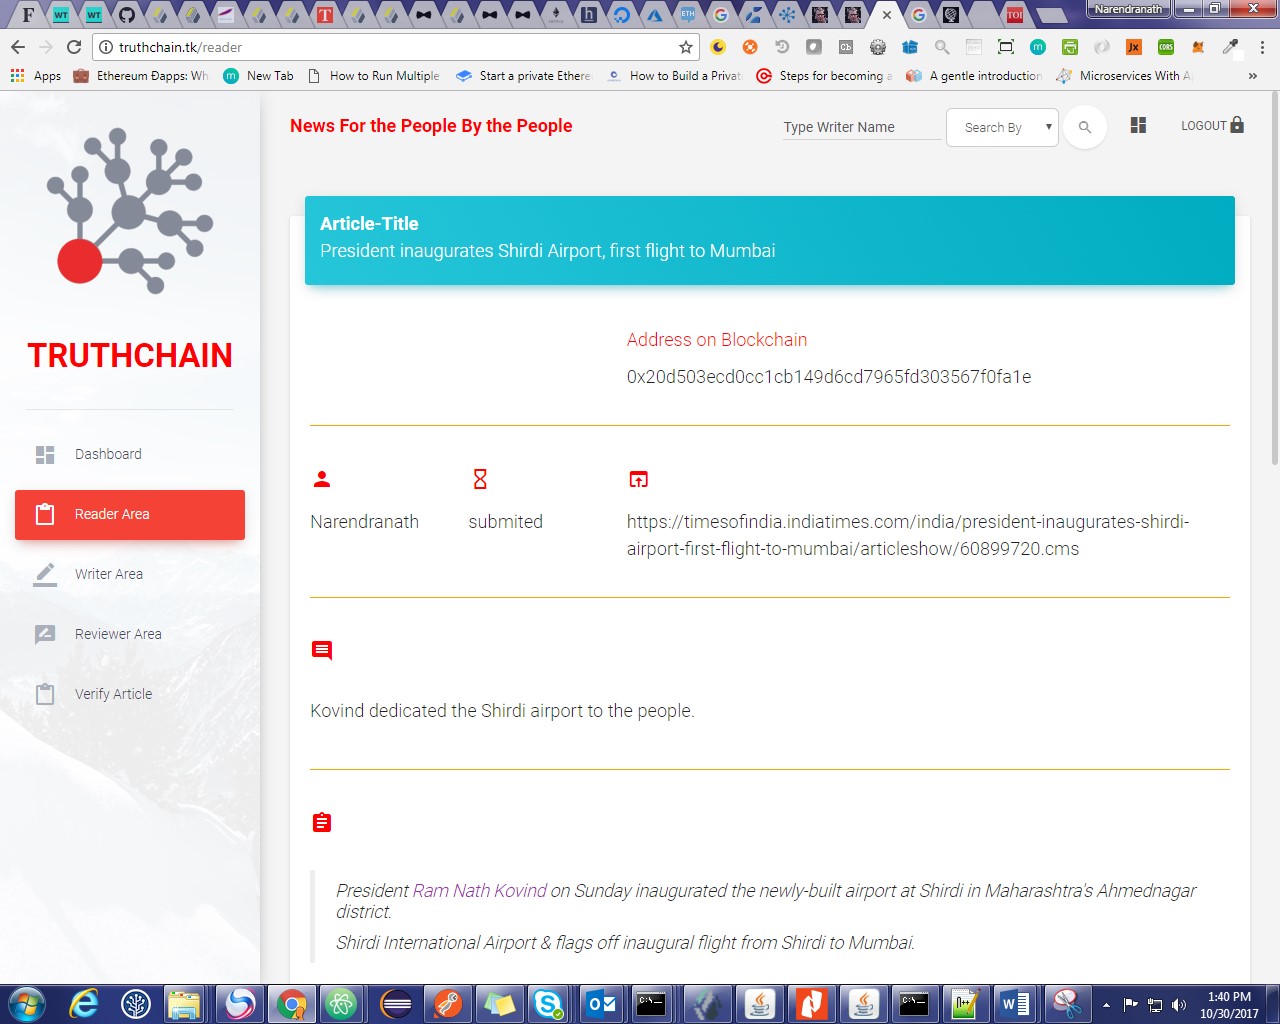 Narendranath
truthchain.tk/reader
Apps
Ethereum Ðapps: Wh
New Tab
How to Run Multiple
Start a private Ethere
How to Build a Privat
Steps for becoming a
A gentle introduction
Microservices With A
»
TRUTHCHAIN
Dashboard
Reader Area
Writer Area
Reviewer Area
Verify Article
News For the People By the People
Type Writer Name
Search By
LOGOUT
Article-Title
President inaugurates Shirdi Airport, first flight to Mumbai
Address on Blockchain
0x20d503ecd0cc1cb149d6cd7965fd303567f0fa1e
Narendranath
submited
https://timesofindia.indiatimes.com/india/president-inaugurates-shirdi-
airport-first-flight-to-mumbai/articleshow/60899720.cms
Kovind dedicated the Shirdi airport to the people.
President Ram Nath Kovind on Sunday inaugurated the newly-built airport at Shirdi in Maharashtra's Ahmednagar
district.
Shirdi International Airport & flags off inaugural flight from Shirdi to Mumbai.
1:40 PM
10/30/2017